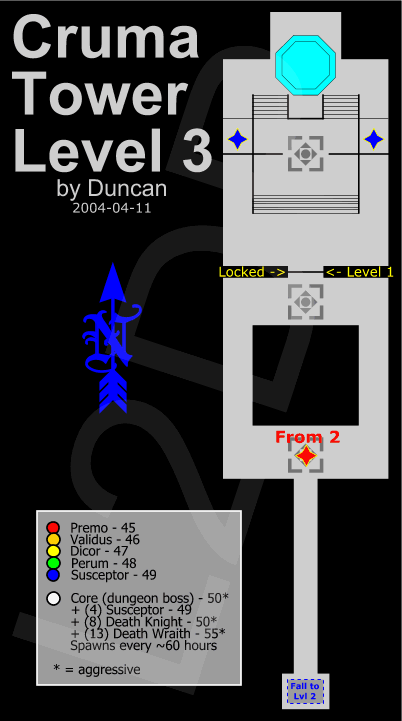 Cruma
Tower
Level 3
by Duncan
2004-04-11
Locked ->
<- Level 1
N
From 2
Premo - 45
Validus - 46
Dicor - 47
Perum - 48
Susceptor - 49
Core (dungeon boss) - 50*
+ (4) Susceptor - 49
+ (8) Death Knight - 50*
+ (13) Death Wraith - 55*
Spawns every ~60 hours
* = aggressive
Fall to
Lvl 2